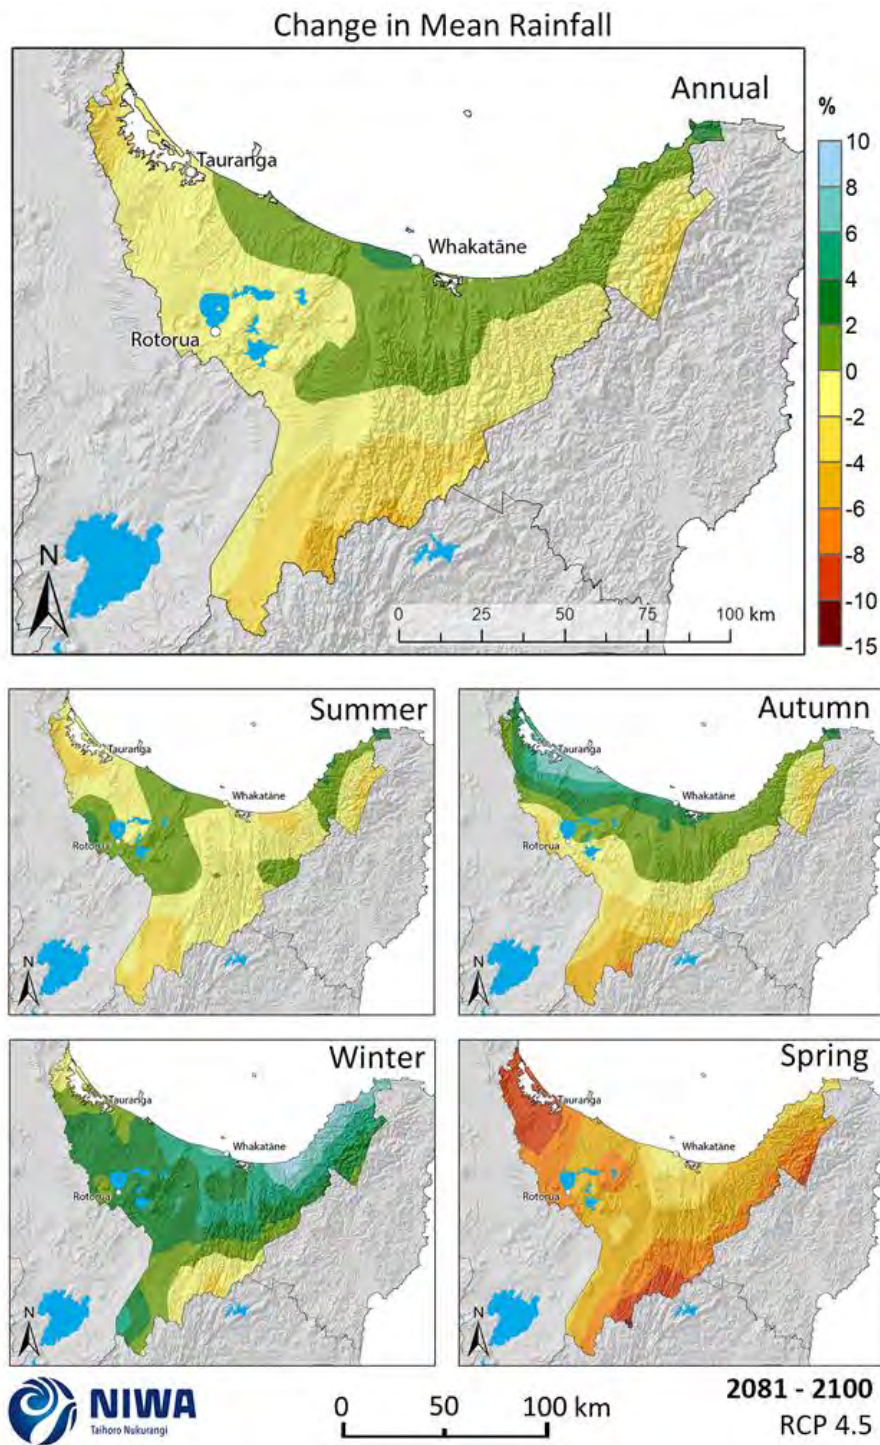 Change in Mean Rainfall
Annual
%
10
8
6
4
2
0
-2
-4
-6
-8
-10
-15
Tauranga
Whakatāne
Rotorua
N
0 25 50 75 100 km
Summer
Tauranga
Whakatāne
Rotorua
N
Autumn
Tauranga
Whakatāne
Rotorua
N
Winter
Tauranga
Whakatāne
Rotorua
N
Spring
Tauranga
Whakatāne
Rotorua
N
NIWA
Taihoro Nukurangi
0 50 100 km
2081 - 2100
RCP 4.5